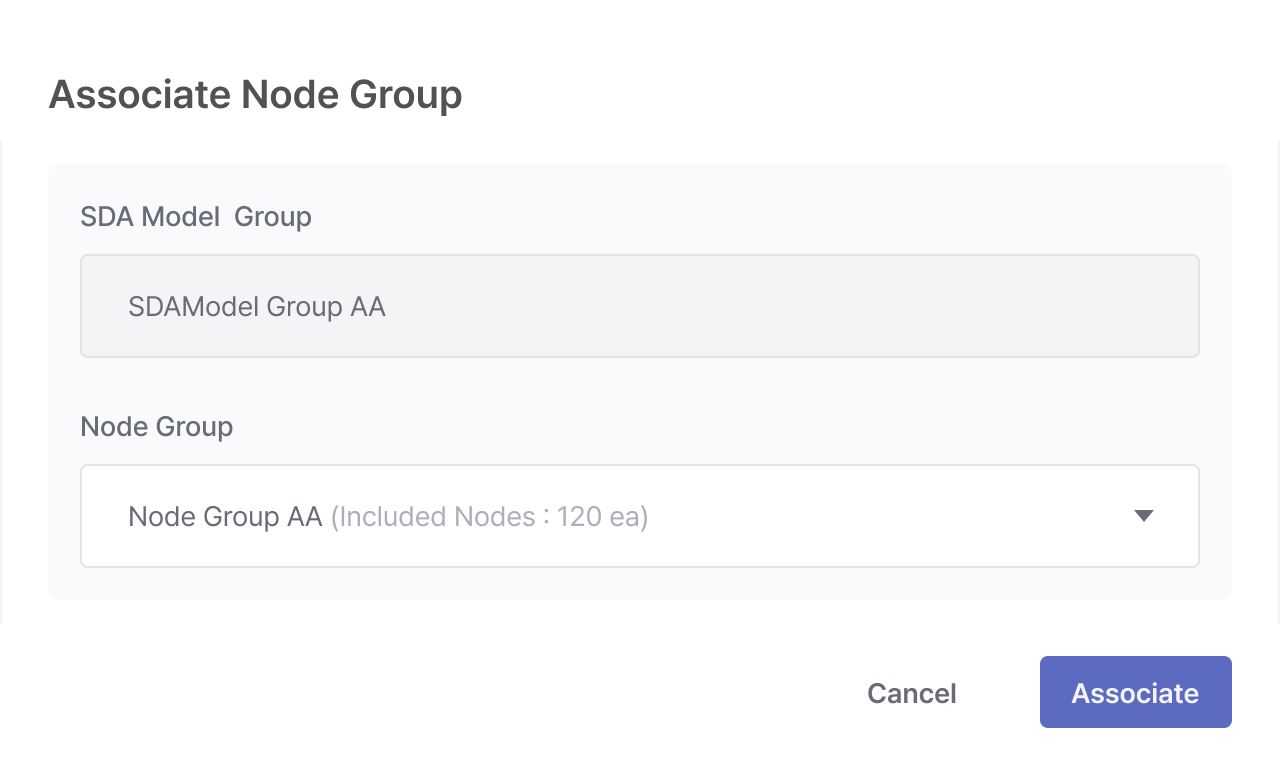 Associate Node Group
SDA Model  Group
SDAModel Group AA
Node Group
Node Group AA (Included Nodes : 120 ea)
Cancel
Associate